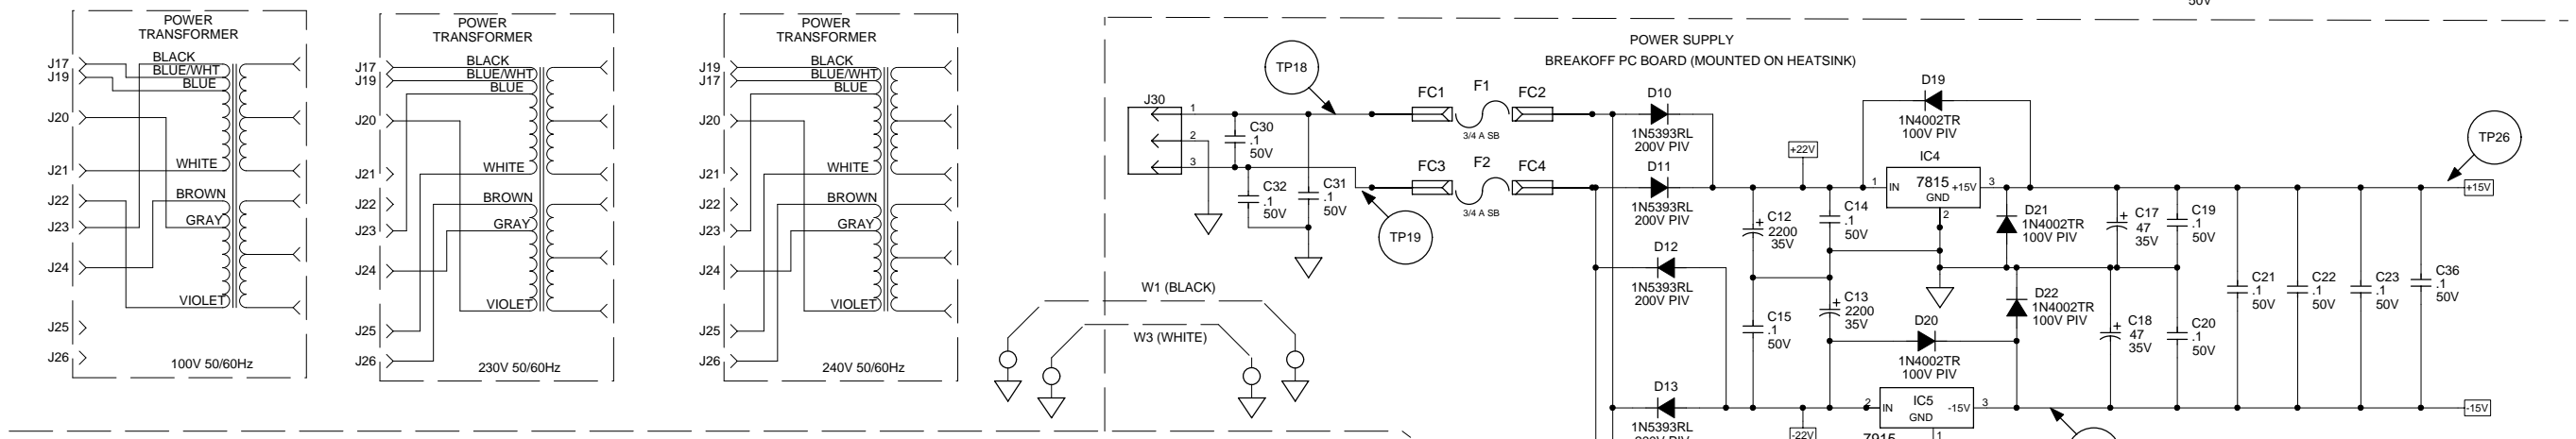 50V
POWER
TRANSFORMER
J17
J19
BLACK
BLUE/WHT
BLUE
J20
J21
WHITE
BROWN
J22
J23
GRAY
J24
VIOLET
J25
J26
100V 50/60Hz
POWER
TRANSFORMER
J17
J19
BLACK
BLUE/WHT
BLUE
J20
J21
WHITE
BROWN
J22
J23
GRAY
J24
VIOLET
J25
J26
230V 50/60Hz
POWER
TRANSFORMER
J19
J17
BLACK
BLUE/WHT
BLUE
J20
J21
WHITE
BROWN
J22
J23
GRAY
J24
VIOLET
J25
J26
240V 50/60Hz
W1 (BLACK)
W3 (WHITE)
POWER SUPPLY
BREAKOFF PC BOARD (MOUNTED ON HEATSINK)
TP18
J30
1
2
3
C30
.1
50V
C32
.1
50V
C31
.1
50V
TP19
FC1
F1
FC2
3/4 A SB
FC3
F2
FC4
3/4 A SB
D10
1N5393RL
200V PIV
D11
1N5393RL
200V PIV
D12
1N5393RL
200V PIV
D13
1N5393RL
+22V
C12
+
2200
35V
C14
.1
50V
C15
.1
50V
C13
+
2200
35V
-22V
D19
1N4002TR
100V PIV
IC4
7815
1
IN
+15V
3
GND
2
D21
1N4002TR
100V PIV
D22
1N4002TR
100V PIV
D20
1N4002TR
100V PIV
IC5
2
IN
-15V
3
GND
7915
1
C17
+
47
35V
C19
.1
50V
C18
+
47
35V
C20
.1
50V
C21
.1
50V
C22
.1
50V
C23
.1
50V
C36
.1
50V
TP26
+15V
-15V